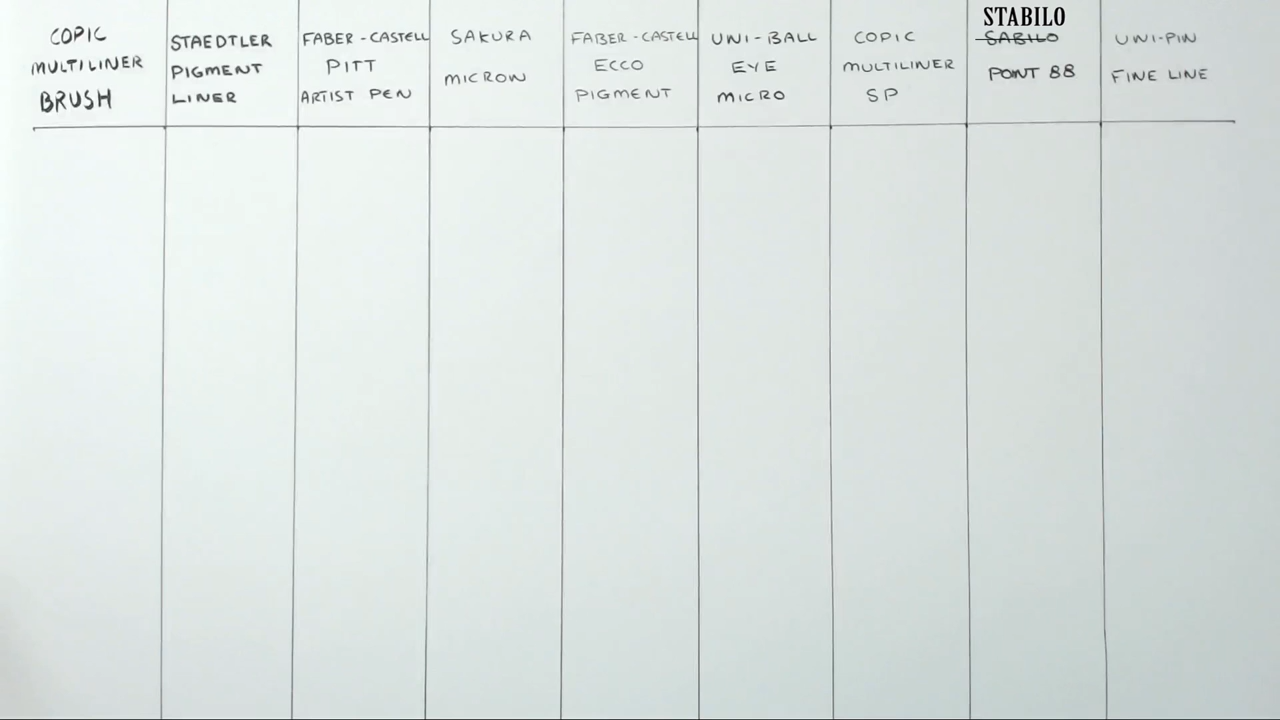 COPIC
MULTILINER
BRUSH
STAEDTLER
PIGMENT
LINER
FABER-CASTELL
PITT
ARTIST PEN
SAKURA
MICRON
FABER-CASTELL
ECCO
PIGMENT
UNI-BALL
EYE
MICRO
COPIC
MULTILINER
SP
STABILO
SABILO
POINT 88
UNI-PIN
FINE LINE